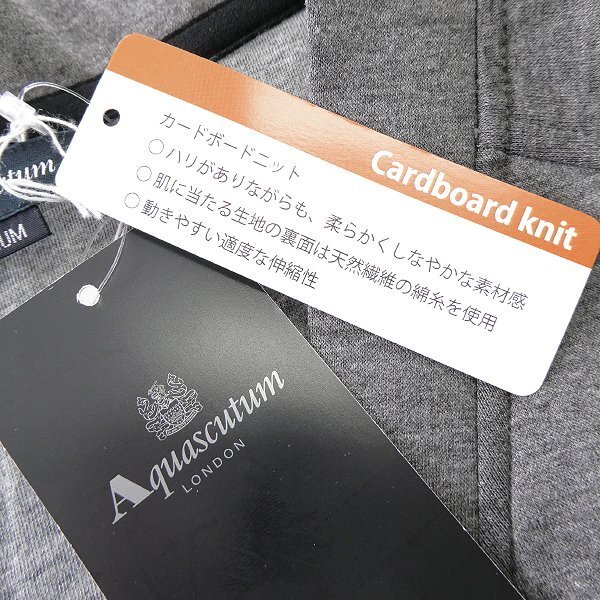 Cardboard knit
カードボードニット
○ハリがありながらも、柔らかくしなやかな素材感
○肌に当たる生地の裏面は天然繊維の綿糸を使用
○動きやすい適度な伸縮性
Aquascutum
LONDON
cutum
UM